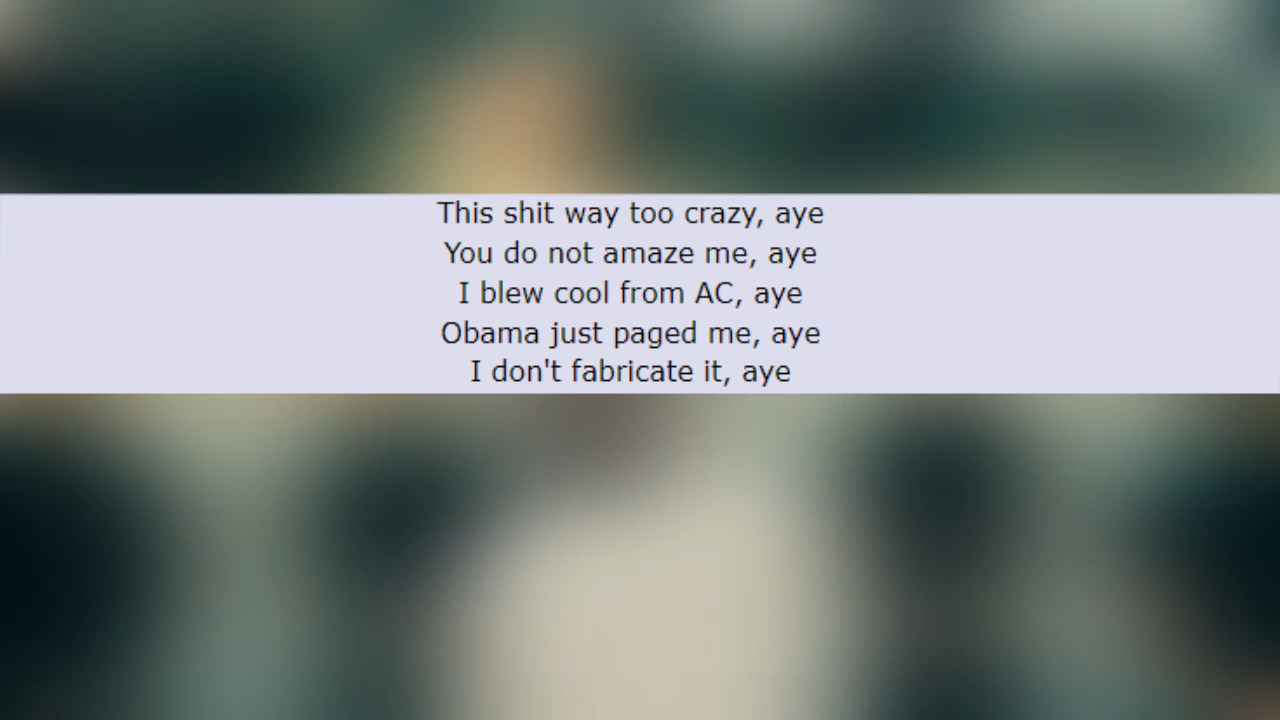 This shit way too crazy, aye
You do not amaze me, aye
I blew cool from AC, aye
Obama just paged me, aye
I don't fabricate it, aye